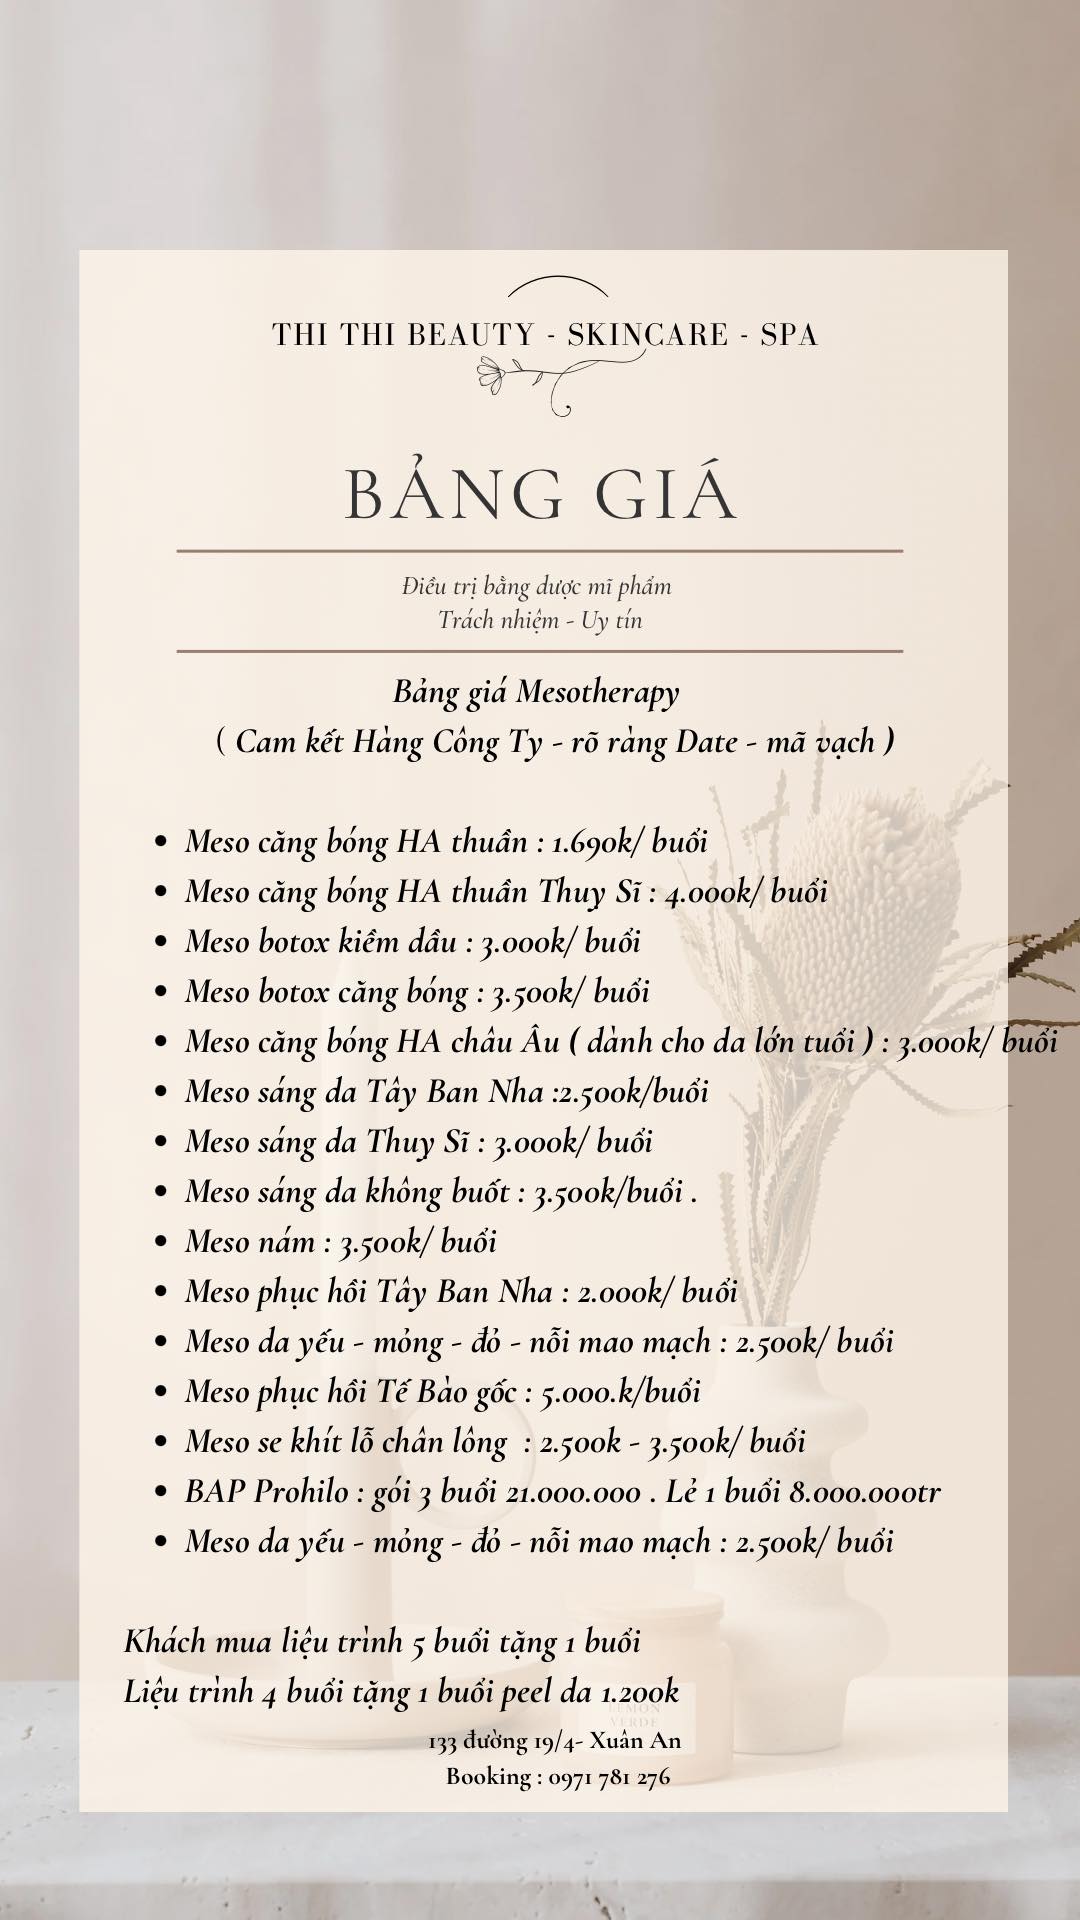 THI THI BEAUTY - SKINCARE - SPA
BẢNG GIÁ
Điều trị bằng dược mĩ phẩm
Trách nhiệm - Uy tín
Bảng giá Mesotherapy
( Cam kết Hàng Công Ty - rõ ràng Date - mã vạch )
• Meso căng bóng HA thuần : 1.690k/ buổi
• Meso căng bóng HA thuần Thuỵ Sĩ : 4.000k/ buổi
• Meso botox kiềm dầu : 3.000k/ buổi
• Meso botox căng bóng : 3.500k/ buổi
• Meso căng bóng HA châu Âu ( dành cho da lớn tuổi ) : 3.000k/ buổi
• Meso sáng da Tây Ban Nha :2.500k/buổi
• Meso sáng da Thuỵ Sĩ : 3.000k/ buổi
• Meso sáng da không buốt : 3.500k/buổi .
• Meso nám : 3.500k/ buổi
• Meso phục hồi Tây Ban Nha : 2.000k/ buổi
• Meso da yếu - mỏng - đỏ - nỗi mao mạch : 2.500k/ buổi
• Meso phục hồi Tế Bào gốc : 5.000.k/buổi
• Meso se khít lỗ chân lông : 2.500k - 3.500k/ buổi
• BAP Prohilo : gói 3 buổi 21.000.000 . Lẻ 1 buổi 8.000.000tr
• Meso da yếu - mỏng - đỏ - nỗi mao mạch : 2.500k/ buổi
Khách mua liệu trình 5 buổi tặng 1 buổi
Liệu trình 4 buổi tặng 1 buổi peel da 1.200k
LEMON
VERDE
133 đường 19/4- Xuân An
Booking : 0971 781 276